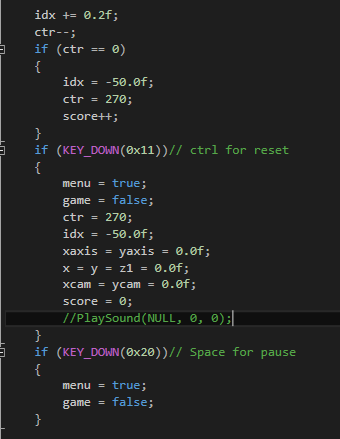 idx += 0.2f;
ctr--;
if (ctr == 0)
{
idx = -50.0f;
ctr = 270;
score++;
}
if (KEY_DOWN(0x11))// ctrl for reset
{
menu = true;
game = false;
ctr = 270;
idx = -50.0f;
xaxis = yaxis = 0.0f;
x = y = z1 = 0.0f;
xcam = ycam = 0.0f;
score = 0;
//PlaySound(NULL, 0, 0);
}
if (KEY_DOWN(0x20))// Space for pause
{
menu = true;
game = false;
}